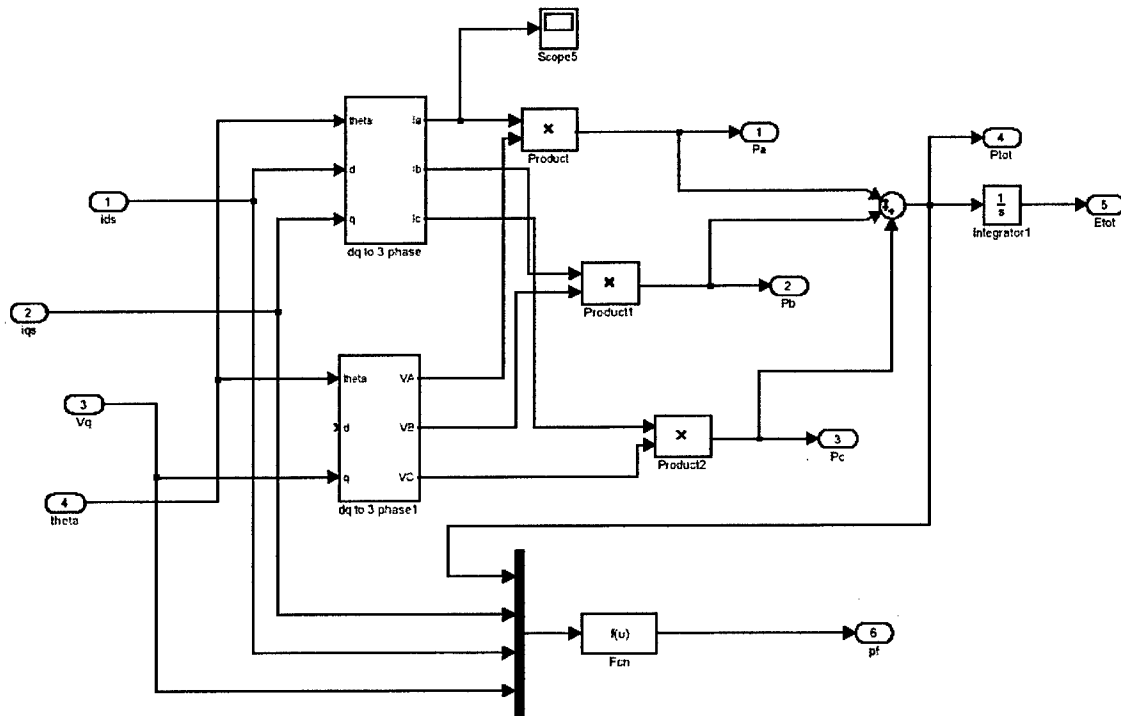 Scope5
theta
Ia
d
Ib
q
Ic
dq to 3 phase
×
Product
1
Pa
4
Ptot
1
ids
1
s
Integrator1
5
Etot
×
Product1
2
Pb
2
iqs
theta
VA
d
VB
q
VC
dq to 3 phase1
3
Vq
×
Product2
3
Pc
4
theta
f(u)
Fcn
6
pf